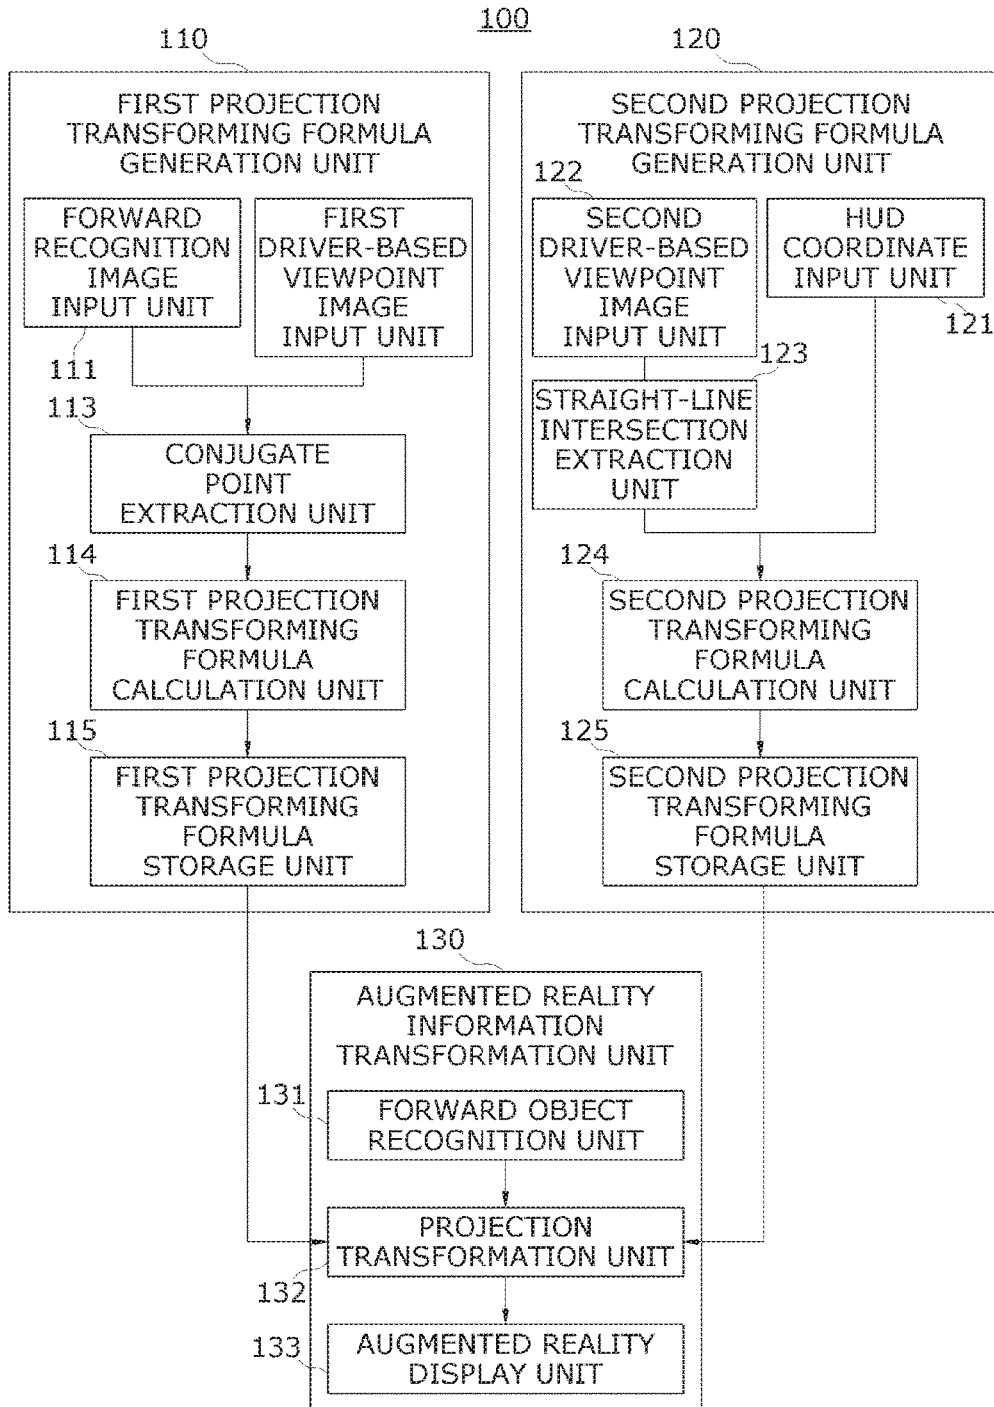 100
110
FIRST PROJECTION
TRANSFORMING FORMULA
GENERATION UNIT
FORWARD
RECOGNITION
IMAGE
INPUT UNIT
111
FIRST
DRIVER-BASED
VIEWPOINT
IMAGE
INPUT UNIT
113
CONJUGATE
POINT
EXTRACTION UNIT
114
FIRST PROJECTION
TRANSFORMING
FORMULA
CALCULATION UNIT
115
FIRST PROJECTION
TRANSFORMING
FORMULA
STORAGE UNIT
120
SECOND PROJECTION
TRANSFORMING FORMULA
GENERATION UNIT
122
SECOND
DRIVER-BASED
VIEWPOINT
IMAGE
INPUT UNIT
HUD
COORDINATE
INPUT UNIT
121
123
STRAIGHT-LINE
INTERSECTION
EXTRACTION
UNIT
124
SECOND PROJECTION
TRANSFORMING
FORMULA
CALCULATION UNIT
125
SECOND PROJECTION
TRANSFORMING
FORMULA
STORAGE UNIT
130
AUGMENTED REALITY
INFORMATION
TRANSFORMATION UNIT
131
FORWARD OBJECT
RECOGNITION UNIT
PROJECTION
TRANSFORMATION UNIT
132
133
AUGMENTED REALITY
DISPLAY UNIT